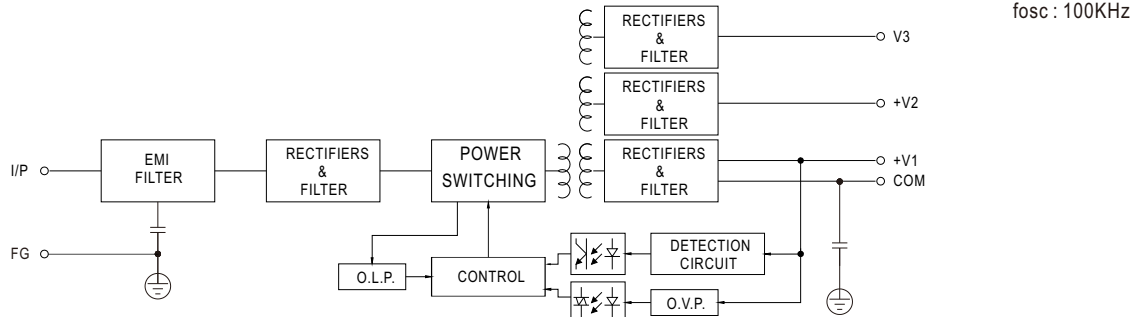 fosc : 100KHz
RECTIFIERS
&
FILTER
V3
RECTIFIERS
&
FILTER
+V2
I/P
EMI
FILTER
RECTIFIERS
&
FILTER
POWER
SWITCHING
RECTIFIERS
&
FILTER
+V1
COM
FG
O.L.P.
CONTROL
DETECTION
CIRCUIT
O.V.P.